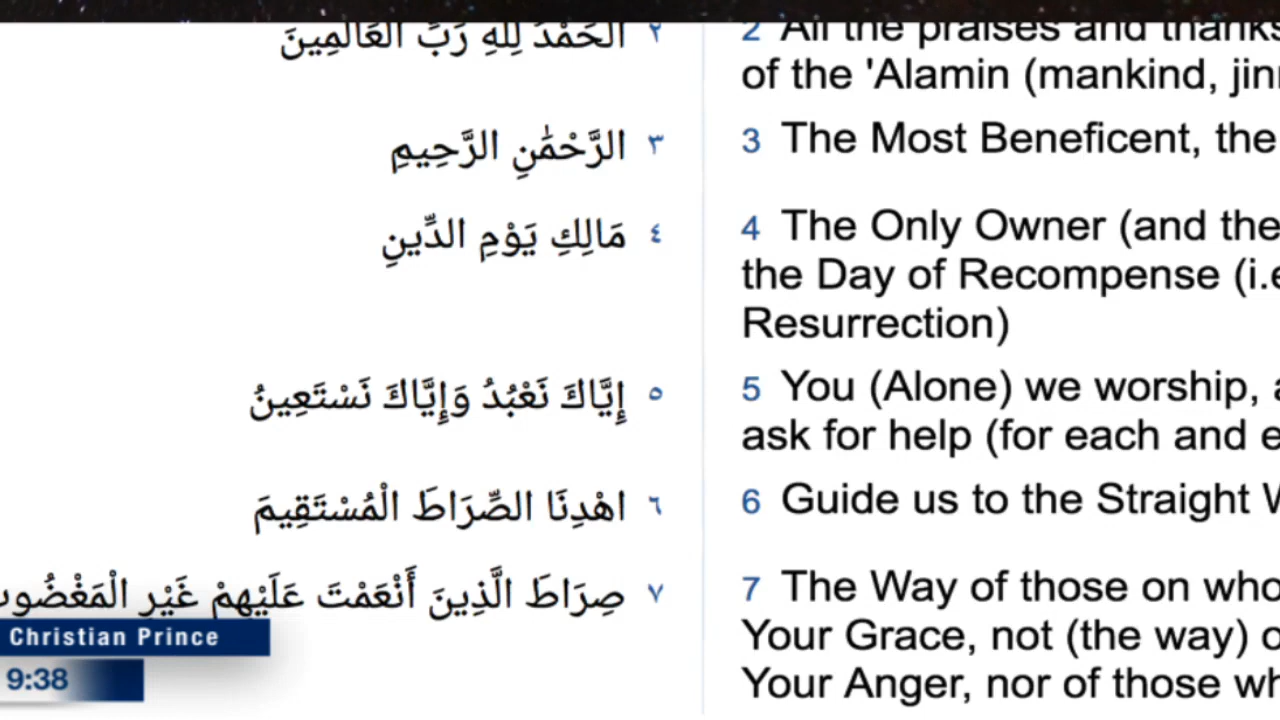 ٢ الْحَمْدُ لِلَّهِ رَبِّ الْعَالَمِينَ
٣ الرَّحْمَٰنِ الرَّحِيمِ
٤ مَالِكِ يَوْمِ الدِّينِ
٥ إِيَّاكَ نَعْبُدُ وَإِيَّاكَ نَسْتَعِينُ
٦ اهْدِنَا الصِّرَاطَ الْمُسْتَقِيمَ
٧ صِرَاطَ الَّذِينَ أَنْعَمْتَ عَلَيْهِمْ غَيْرِ
2 All the praises and thanks
of the 'Alamin (mankind,
3 The Most Beneficent, the
4 The Only Owner (and the
the Day of Recompense (i.e
Resurrection)
5 You (Alone) we worship,
ask for help (for each and
6 Guide us to the Straight
7 The Way of those on
Your Grace, not (the way)
Your Anger, nor of those
Christian Prince
9:38